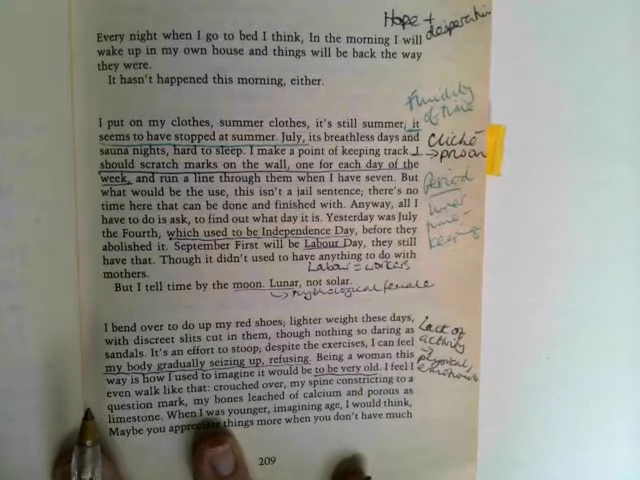 Hope +
desperation
Every night when I go to bed I think, In the morning I will
wake up in my own house and things will be back the way
they were.
It hasn't happened this morning, either.
Fluidity
of time
I put on my clothes, summer clothes, it's still summer; it
seems to have stopped at summer. July, its breathless days and
sauna nights, hard to sleep. I make a point of keeping track. I
should scratch marks on the wall, one for each day of the
week, and run a line through them when I have seven. But
what would be the use, this isn't a jail sentence; there's no
time here that can be done and finished with. Anyway, all I
have to do is ask, to find out what day it is. Yesterday was July
the Fourth, which used to be Independence Day, before they
abolished it. September First will be Labour Day, they still
have that. Though it didn't used to have anything to do with
mothers.
Cliché
→ prison
Period
time-
keeping
Labour = workers
But I tell time by the moon. Lunar, not solar.
→ Mythological female
I bend over to do up my red shoes; lighter weight these days,
with discreet slits cut in them, though nothing so daring as
sandals. It's an effort to stoop; despite the exercises, I can feel
my body gradually seizing up, refusing. Being a woman this
way is how I used to imagine it would be to be very old. I feel I
even walk like that: crouched over, my spine constricting to a
question mark, my bones leached of calcium and porous as
limestone. When I was younger, imagining age, I would think,
Maybe you appreciate things more when you don't have much
Lack of
activity
physical,
emotional
209